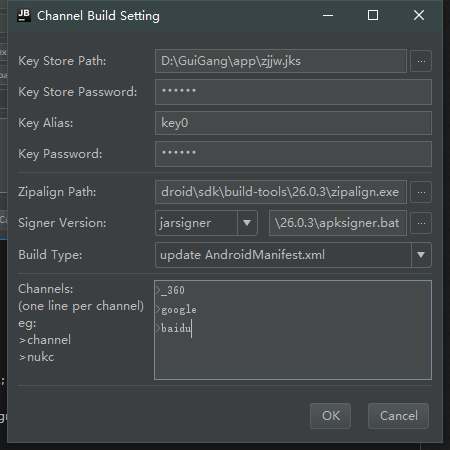 JB Channel Build Setting
Key Store Path: D:\GuiGang\app\zjjw.jks ...
Key Store Password: ••••••
Key Alias: key0
Key Password: ••••••
Zipalign Path: droid\sdk\build-tools\26.0.3\zipalign.exe ...
Signer Version: jarsigner \26.0.3\apksigner.bat ...
Build Type: update AndroidManifest.xml
Channels:
(one line per channel)
eg:
>channel
>nukc
>_360
>google
>baidu
OK Cancel